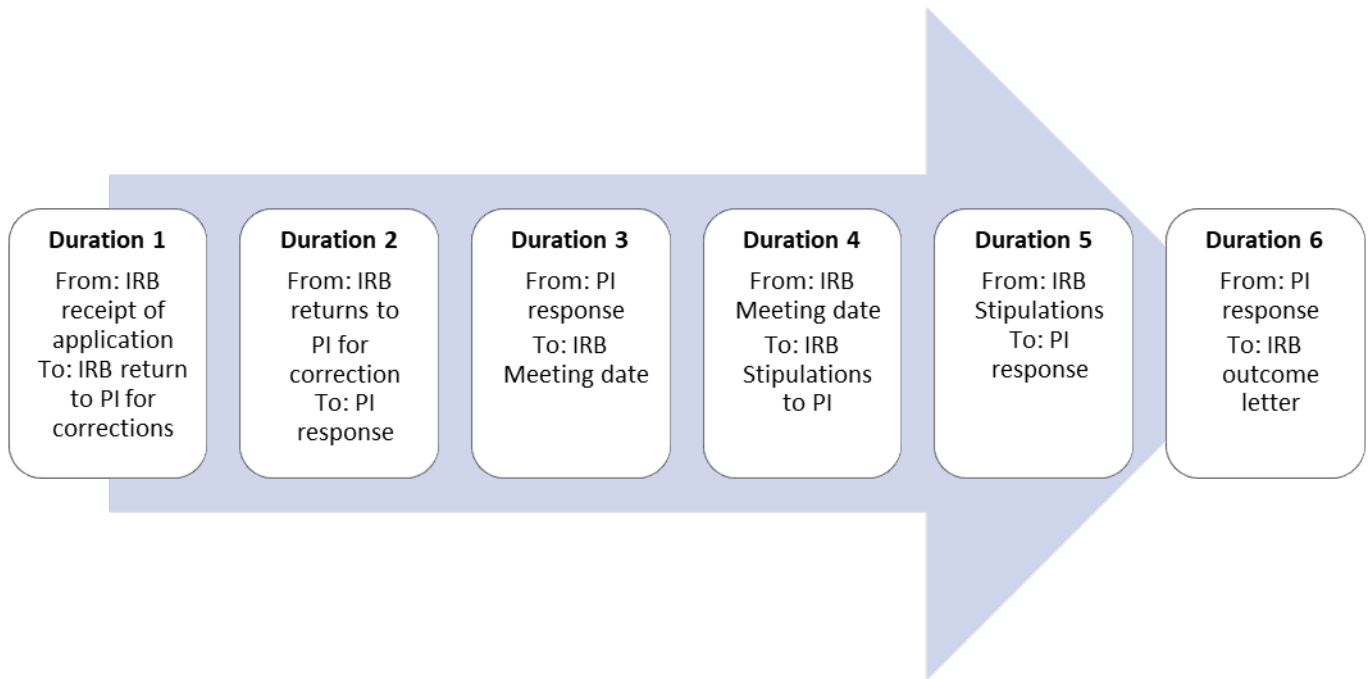 Duration 1
From: IRB
receipt of
application
To: IRB return
to PI for
corrections
Duration 2
From: IRB
returns to
PI for
correction
To: PI
response
Duration 3
From: PI
response
To: IRB
Meeting date
Duration 4
From: IRB
Meeting date
To: IRB
Stipulations
to PI
Duration 5
From: IRB
Stipulations
To: PI
response
Duration 6
From: PI
response
To: IRB
outcome
letter